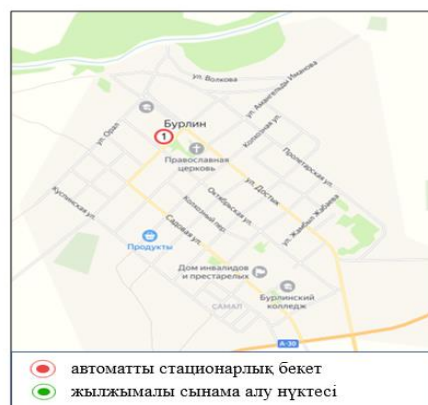 ул. Волкова
ул. Амангельды Иманова
ул. Орал
Бурлин
Колхозная ул.
1
Православная
церковь
Пролетарская ул.
Куспинская ул.
ул. Достык
Октябрьская ул.
Колхозный пер.
ул. Жамбыл Жабаева
Садовая ул.
Продукты
Дом инвалидов
и престарелых
Бурлинский
колледж
САМАЛ
А-30
автоматты стационарлық бекет
жылжымалы сынама алу нүктесі